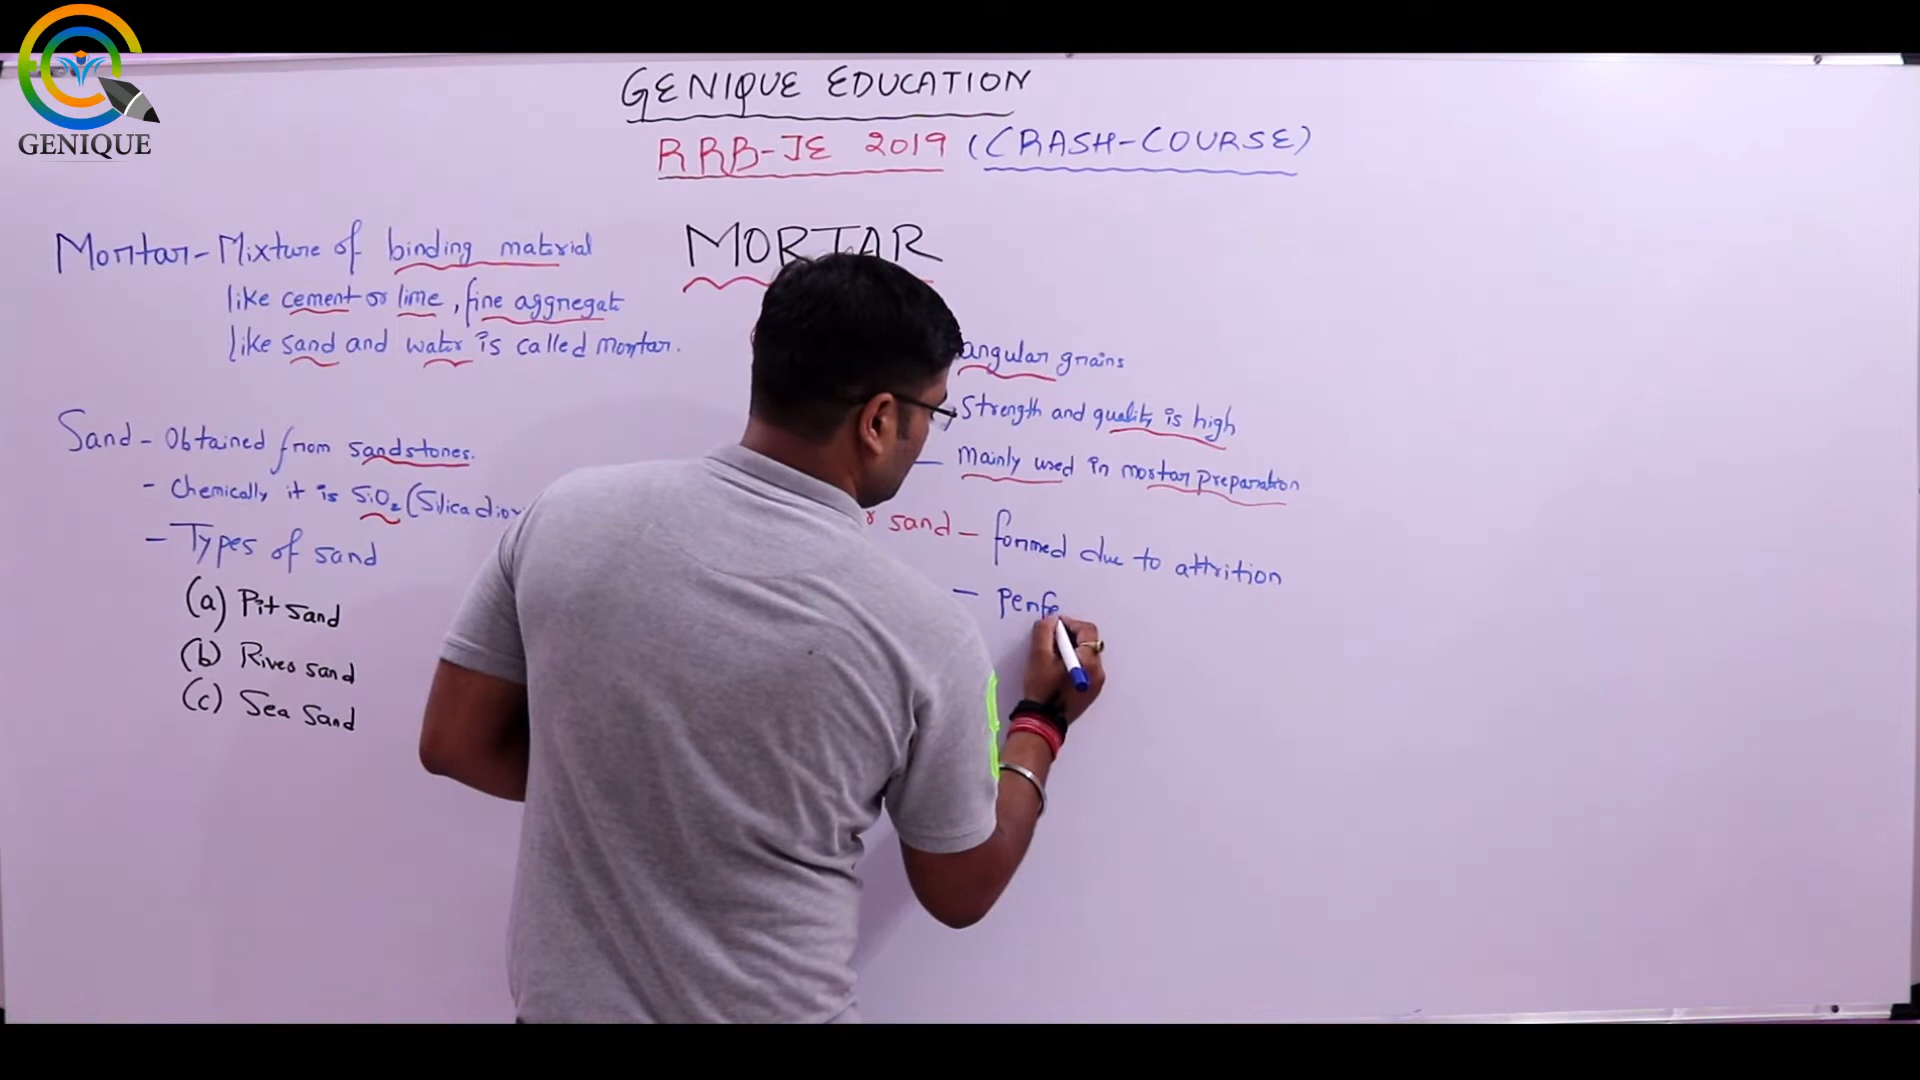 GENIQUE
GENIQUE EDUCATION
RRB-JE 2019 (CRASH-COURSE)
MORTAR
Mortar - Mixture of binding material
like cement or lime, fine aggregate
like sand and water is called mortar.
Sand - Obtained from sandstones.
- Chemically it is SiO2 (Silica diox
- Types of sand
(a) Pit sand
(b) River sand
(c) Sea Sand
angular grains
Strength and quality is high
- Mainly used in mortar preparation
r sand - formed due to attrition
- Perfe